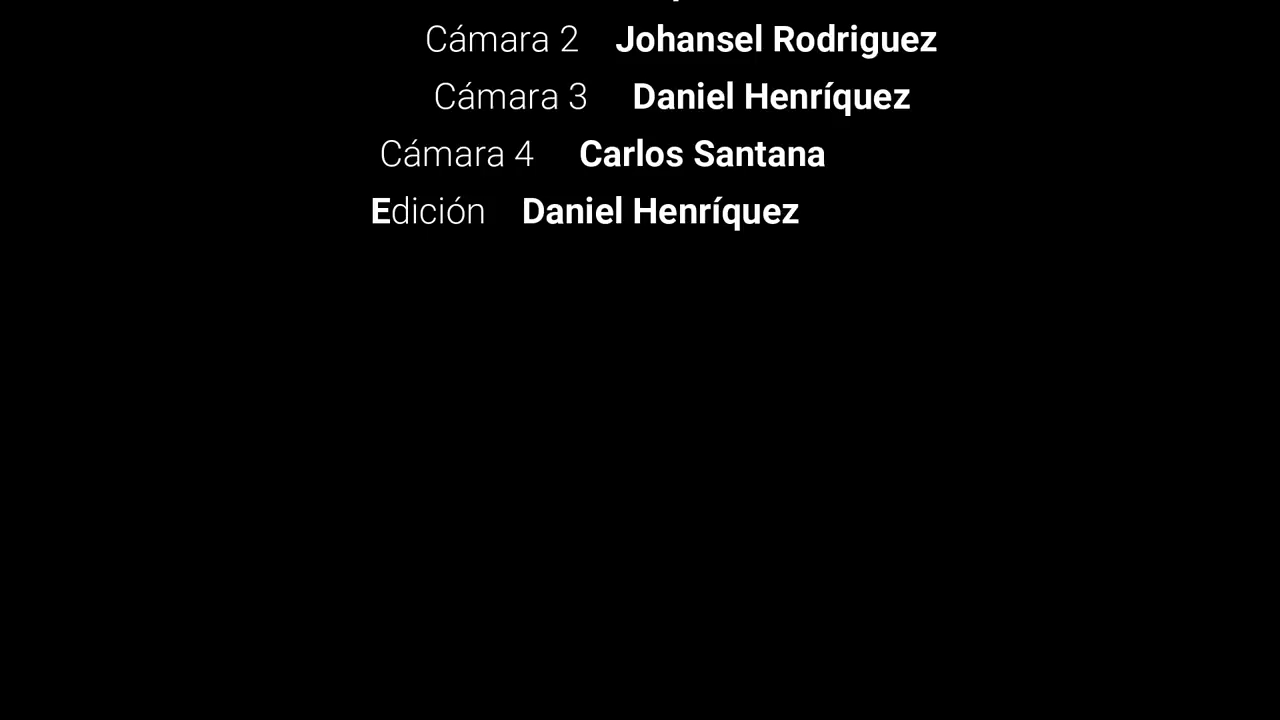 Cámara 2 Johansel Rodriguez
Cámara 3 Daniel Henríquez
Cámara 4 Carlos Santana
Edición Daniel Henríquez